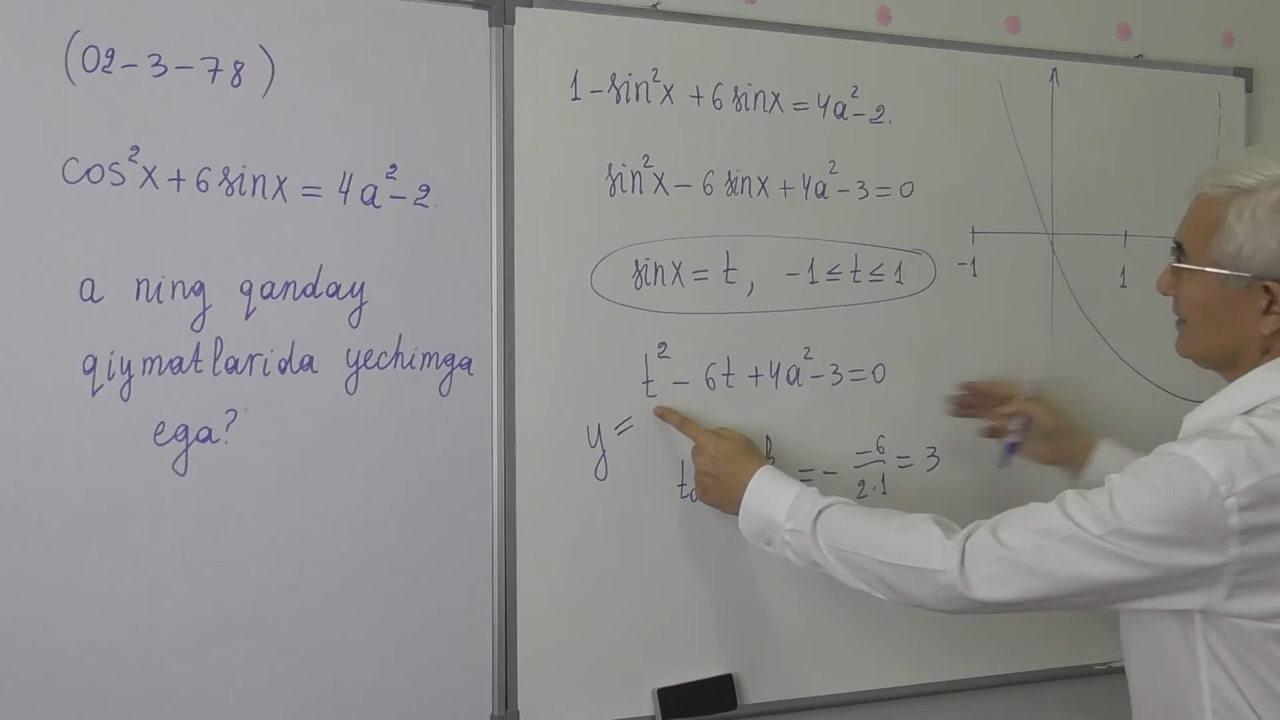 (02-3-78)
cos²x + 6 sinx = 4a² - 2.
a ning qanday
qiymatlarida yechimga
ega?
1 - sin²x + 6 sinx = 4a² - 2.
sin²x - 6 sinx + 4a² - 3 = 0
sinx = t, -1 ≤ t ≤ 1
t² - 6t + 4a² - 3 = 0
y =
= - -6/2·1 = 3
-1 1